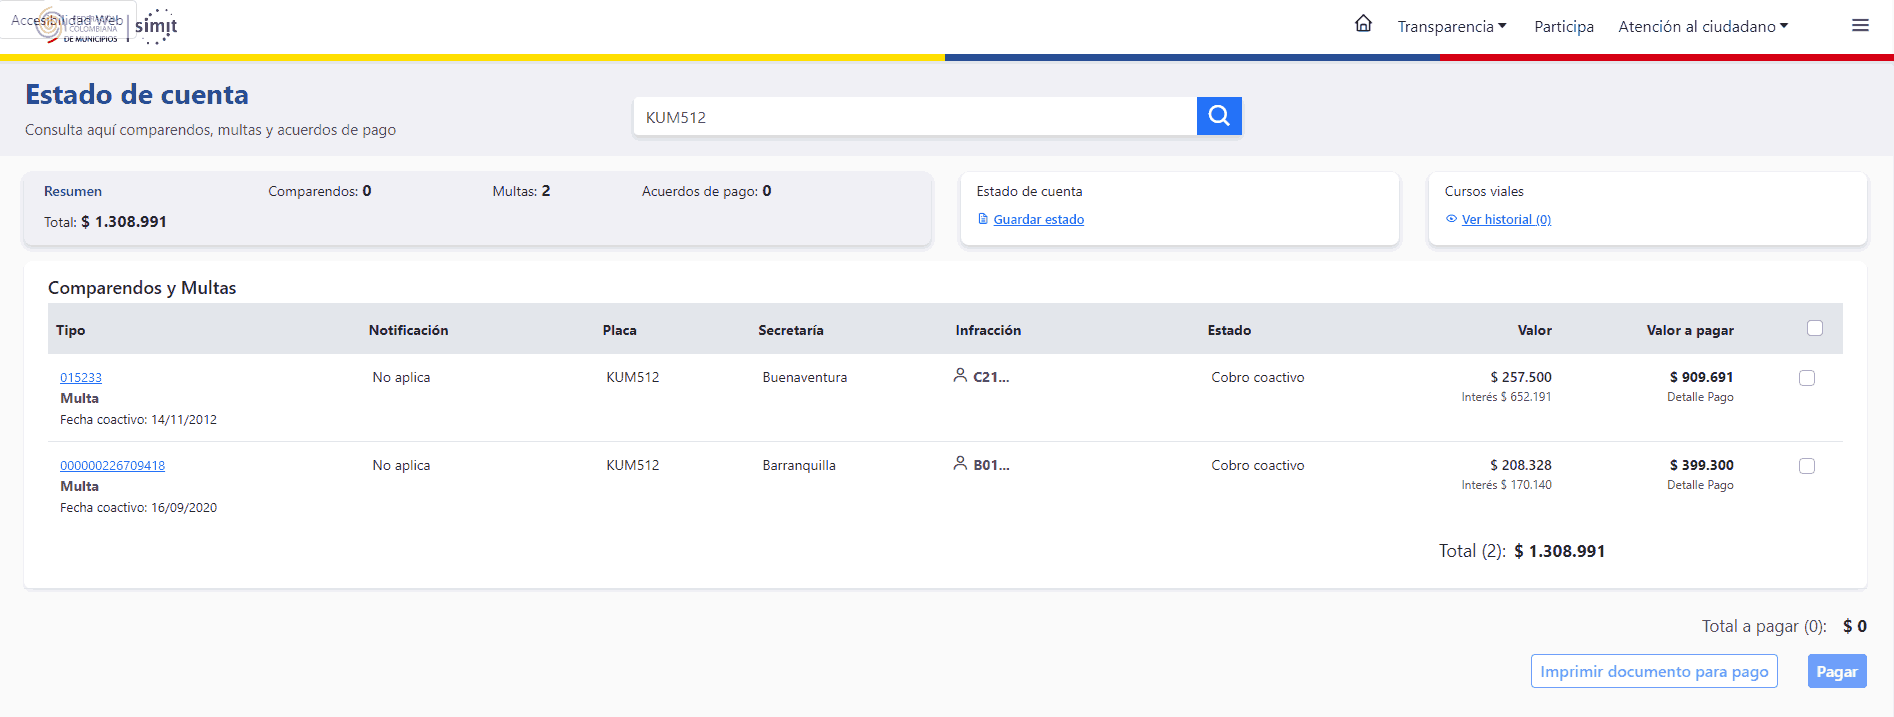 Accesibilidad Web
COLOMBIANA
DE MUNICIPIOS
simit
Transparencia
Participa
Atención al ciudadano
Estado de cuenta
Consulta aquí comparendos, multas y acuerdos de pago
KUM512
Resumen Comparendos: 0 Multas: 2 Acuerdos de pago: 0
Total: $ 1.308.991
Estado de cuenta
Guardar estado
Cursos viales
Ver historial (0)
Comparendos y Multas
Tipo Notificación Placa Secretaría Infracción Estado Valor Valor a pagar
015233 No aplica KUM512 Buenaventura C21... Cobro coactivo $ 257.500 $ 909.691
Multa Interés $ 652.191 Detalle Pago
Fecha coactivo: 14/11/2012
000000226709418 No aplica KUM512 Barranquilla B01... Cobro coactivo $ 208.328 $ 399.300
Multa Interés $ 170.140 Detalle Pago
Fecha coactivo: 16/09/2020
Total (2): $ 1.308.991
Total a pagar (0): $ 0
Imprimir documento para pago
Pagar